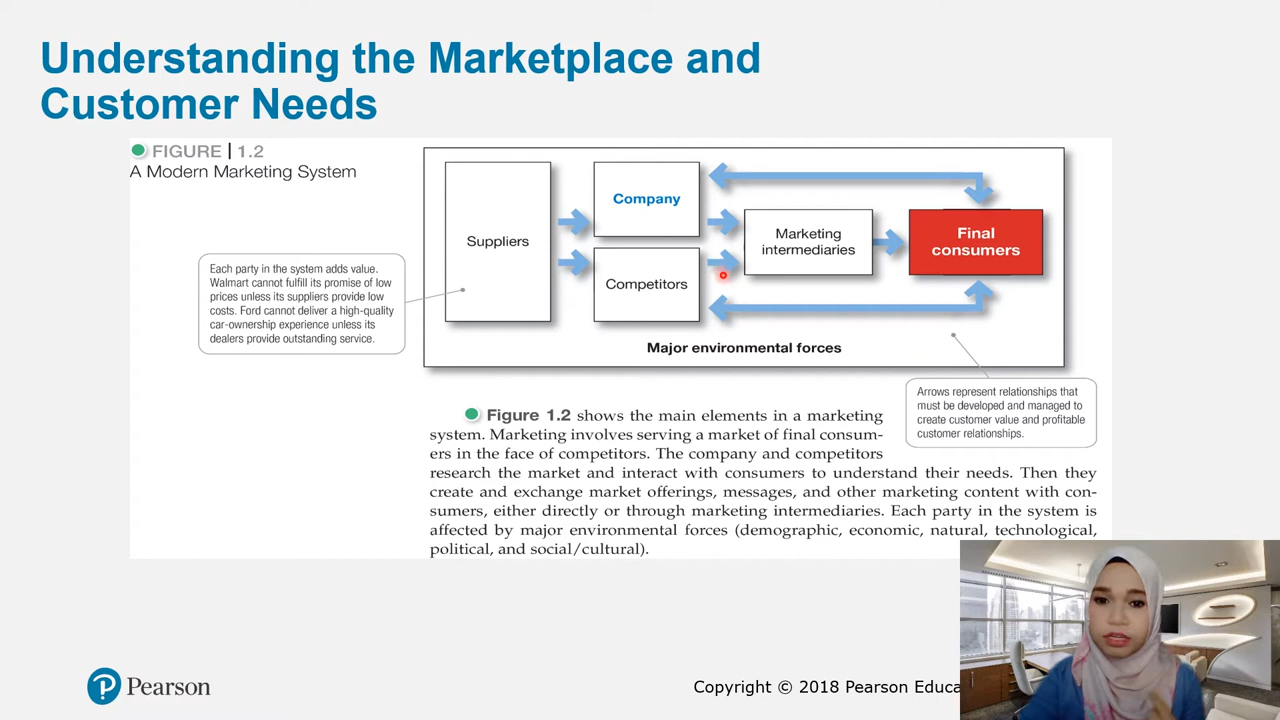 Understanding the Marketplace and
Customer Needs
FIGURE | 1.2
A Modern Marketing System
Suppliers
Company
Competitors
Marketing
intermediaries
Final
consumers
Major environmental forces
Each party in the system adds value.
Walmart cannot fulfill its promise of low
prices unless its suppliers provide low
costs. Ford cannot deliver a high-quality
car-ownership experience unless its
dealers provide outstanding service.
Arrows represent relationships that
must be developed and managed to
create customer value and profitable
customer relationships.
Figure 1.2 shows the main elements in a marketing
system. Marketing involves serving a market of final consum-
ers in the face of competitors. The company and competitors
research the market and interact with consumers to understand their needs. Then they
create and exchange market offerings, messages, and other marketing content with con-
sumers, either directly or through marketing intermediaries. Each party in the system is
affected by major environmental forces (demographic, economic, natural, technological,
political, and social/cultural).
Pearson
Copyright © 2018 Pearson Educa